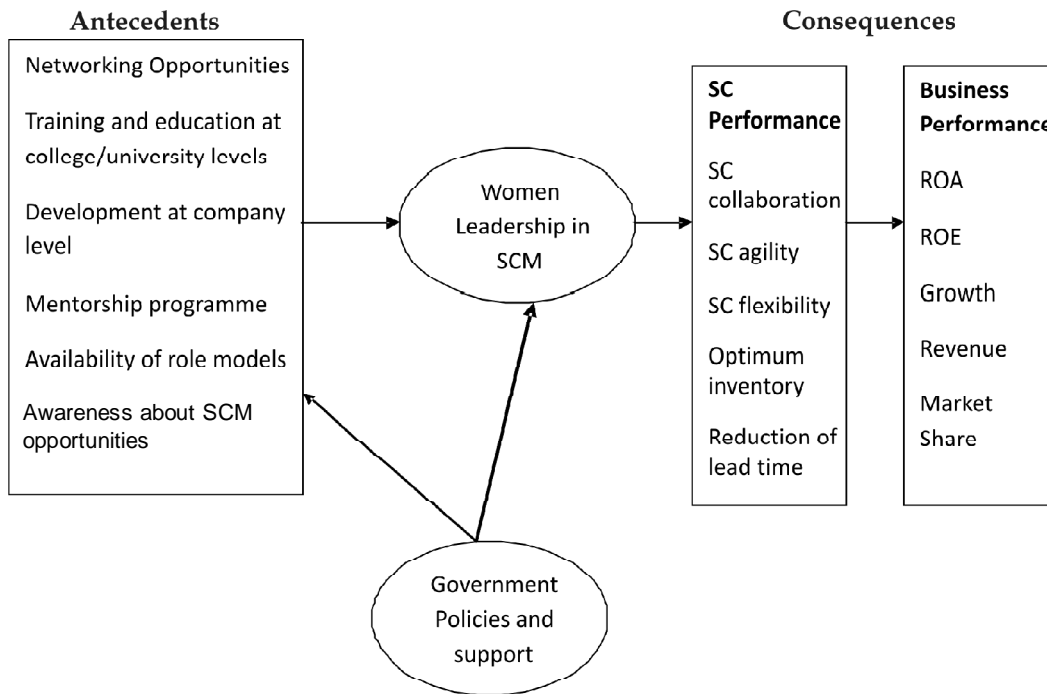 Antecedents
Networking Opportunities
Training and education at
college/university levels
Development at company
level
Mentorship programme
Availability of role models
Awareness about SCM
opportunities
Women
Leadership in
SCM
Government
Policies and
support
Consequences
SC
Performance
SC
collaboration
SC agility
SC flexibility
Optimum
inventory
Reduction of
lead time
Business
Performance
ROA
ROE
Growth
Revenue
Market
Share